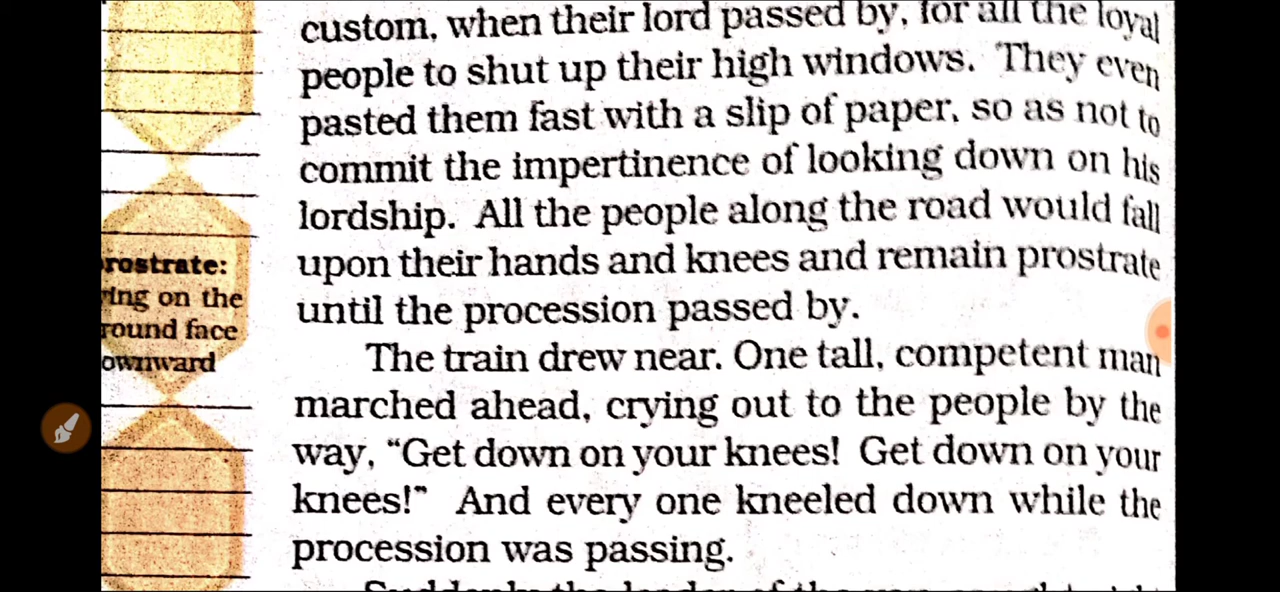 custom, when their lord passed by, for all the loyal
people to shut up their high windows. They even
pasted them fast with a slip of paper, so as not to
commit the impertinence of looking down on his
lordship. All the people along the road would fall
upon their hands and knees and remain prostrate
until the procession passed by.
The train drew near. One tall, competent man
marched ahead, crying out to the people by the
way, “Get down on your knees! Get down on your
knees!” And every one kneeled down while the
procession was passing.
rostrate:
ing on the
round face
ownward